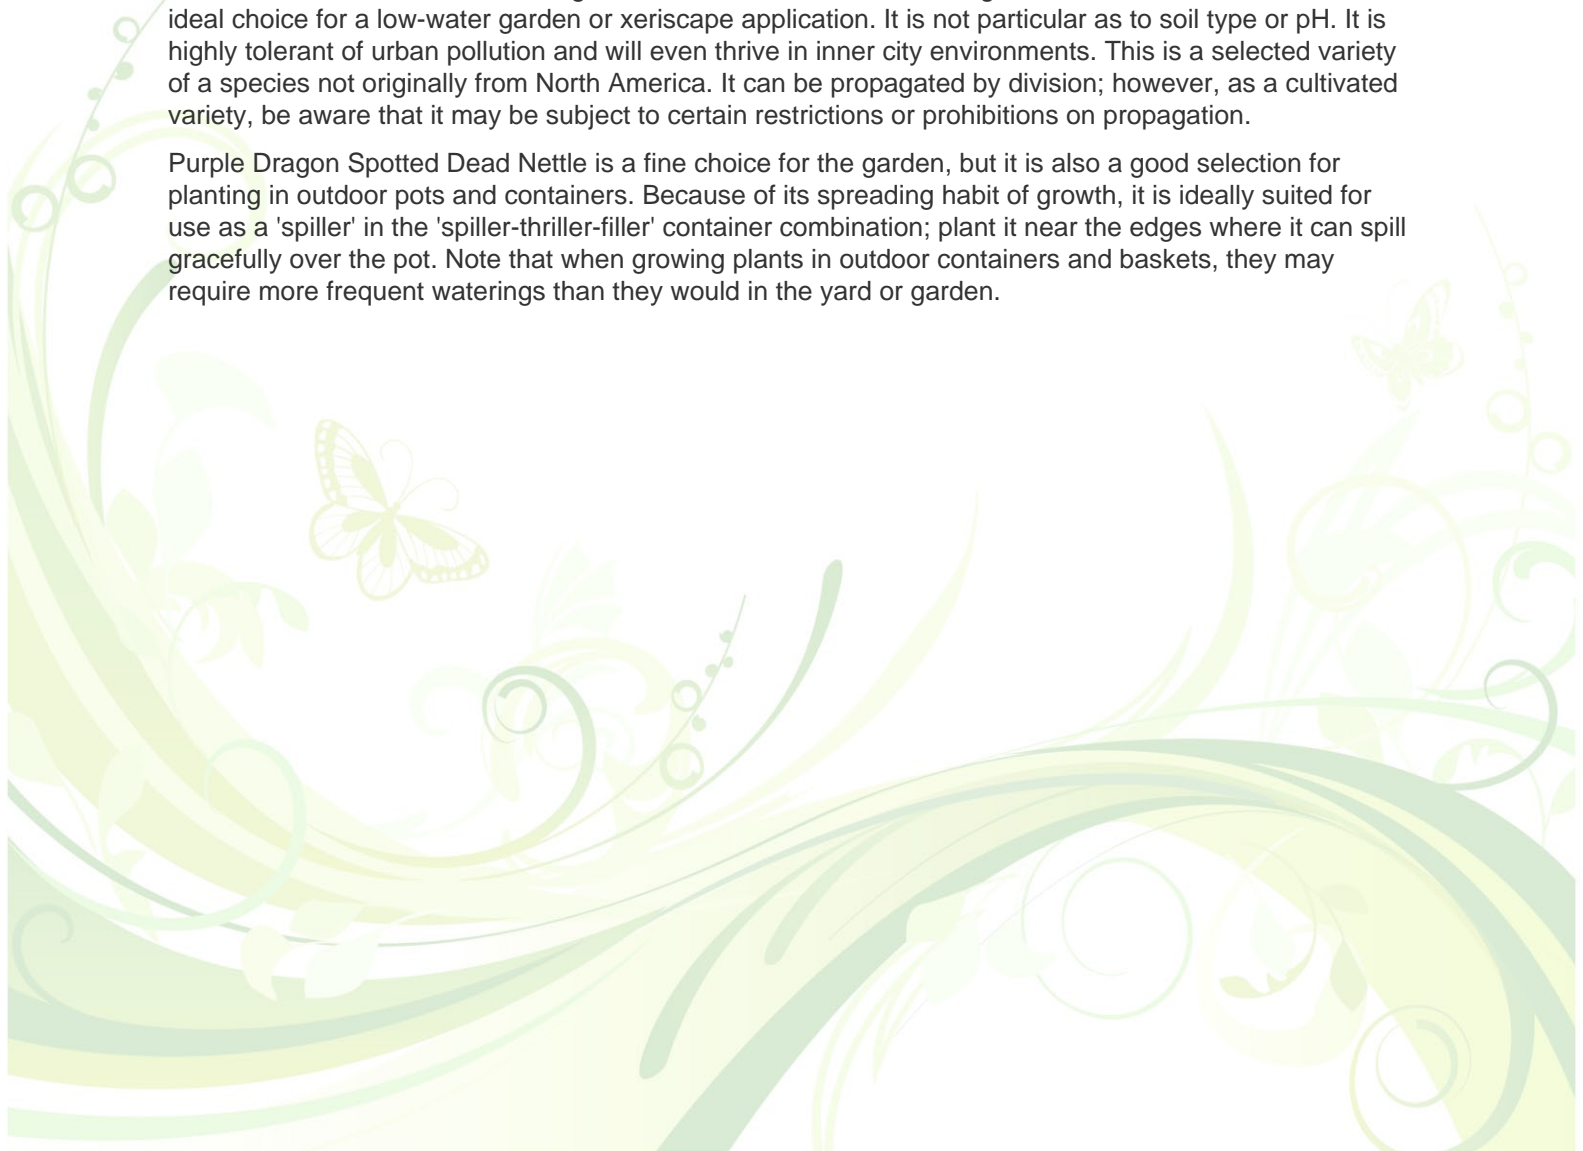 ideal choice for a low-water garden or xeriscape application. It is not particular as to soil type or pH. It is
highly tolerant of urban pollution and will even thrive in inner city environments. This is a selected variety
of a species not originally from North America. It can be propagated by division; however, as a cultivated
variety, be aware that it may be subject to certain restrictions or prohibitions on propagation.
Purple Dragon Spotted Dead Nettle is a fine choice for the garden, but it is also a good selection for
planting in outdoor pots and containers. Because of its spreading habit of growth, it is ideally suited for
use as a 'spiller' in the 'spiller-thriller-filler' container combination; plant it near the edges where it can spill
gracefully over the pot. Note that when growing plants in outdoor containers and baskets, they may
require more frequent waterings than they would in the yard or garden.